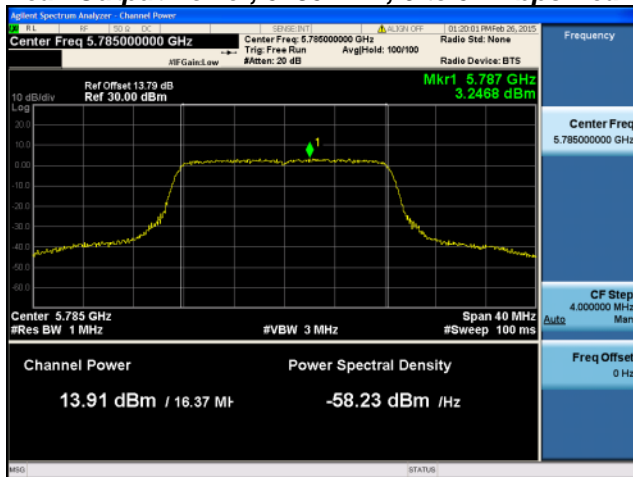 Agilent Spectrum Analyzer - Channel Power
RL RF 50 Ω DC SENSE:INT ALIGN OFF 01:20:01 PM Feb 26, 2015
Center Freq 5.785000000 GHz
Center Freq: 5.785000000 GHz
Radio Std: None
Trig: Free Run Avg|Hold: 100/100
#IFGain:Low #Atten: 20 dB Radio Device: BTS
Frequency
Mkr1 5.787 GHz
3.2468 dBm
Ref Offset 13.79 dB
10 dB/div Ref 30.00 dBm
Log
20.0
10.0
0.00
-10.0
-20.0
-30.0
-40.0
-50.0
-60.0
1
Center Freq
5.785000000 GHz
Center 5.785 GHz Span 40 MHz
#Res BW 1 MHz #VBW 3 MHz #Sweep 100 ms
CF Step
4.000000 MHz
Auto Man
Freq Offset
0 Hz
Channel Power Power Spectral Density
13.91 dBm / 16.37 MH -58.23 dBm /Hz
MSG STATUS